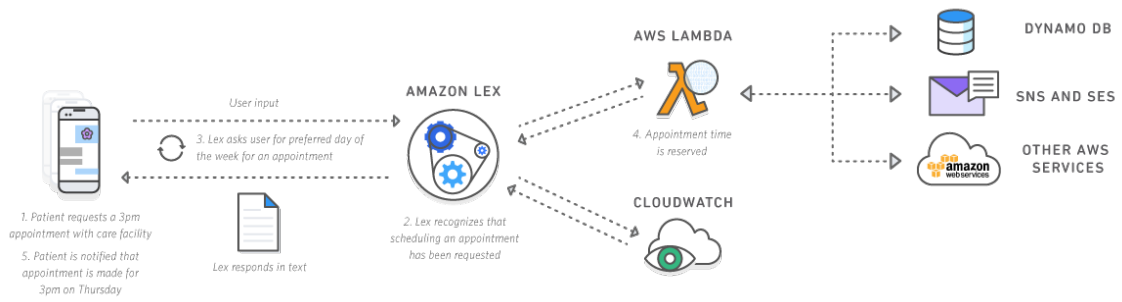 AWS LAMBDA
DYNAMO DB
AMAZON LEX
SNS AND SES
User input
3. Lex asks user for preferred day of
the week for an appointment
4. Appointment time
is reserved
OTHER AWS
SERVICES
amazon
webservices
CLOUDWATCH
1. Patient requests a 3pm
appointment with care facility
5. Patient is notified that
appointment is made for
3pm on Thursday
Lex responds in text
2. Lex recognizes that
scheduling an appointment
has been requested